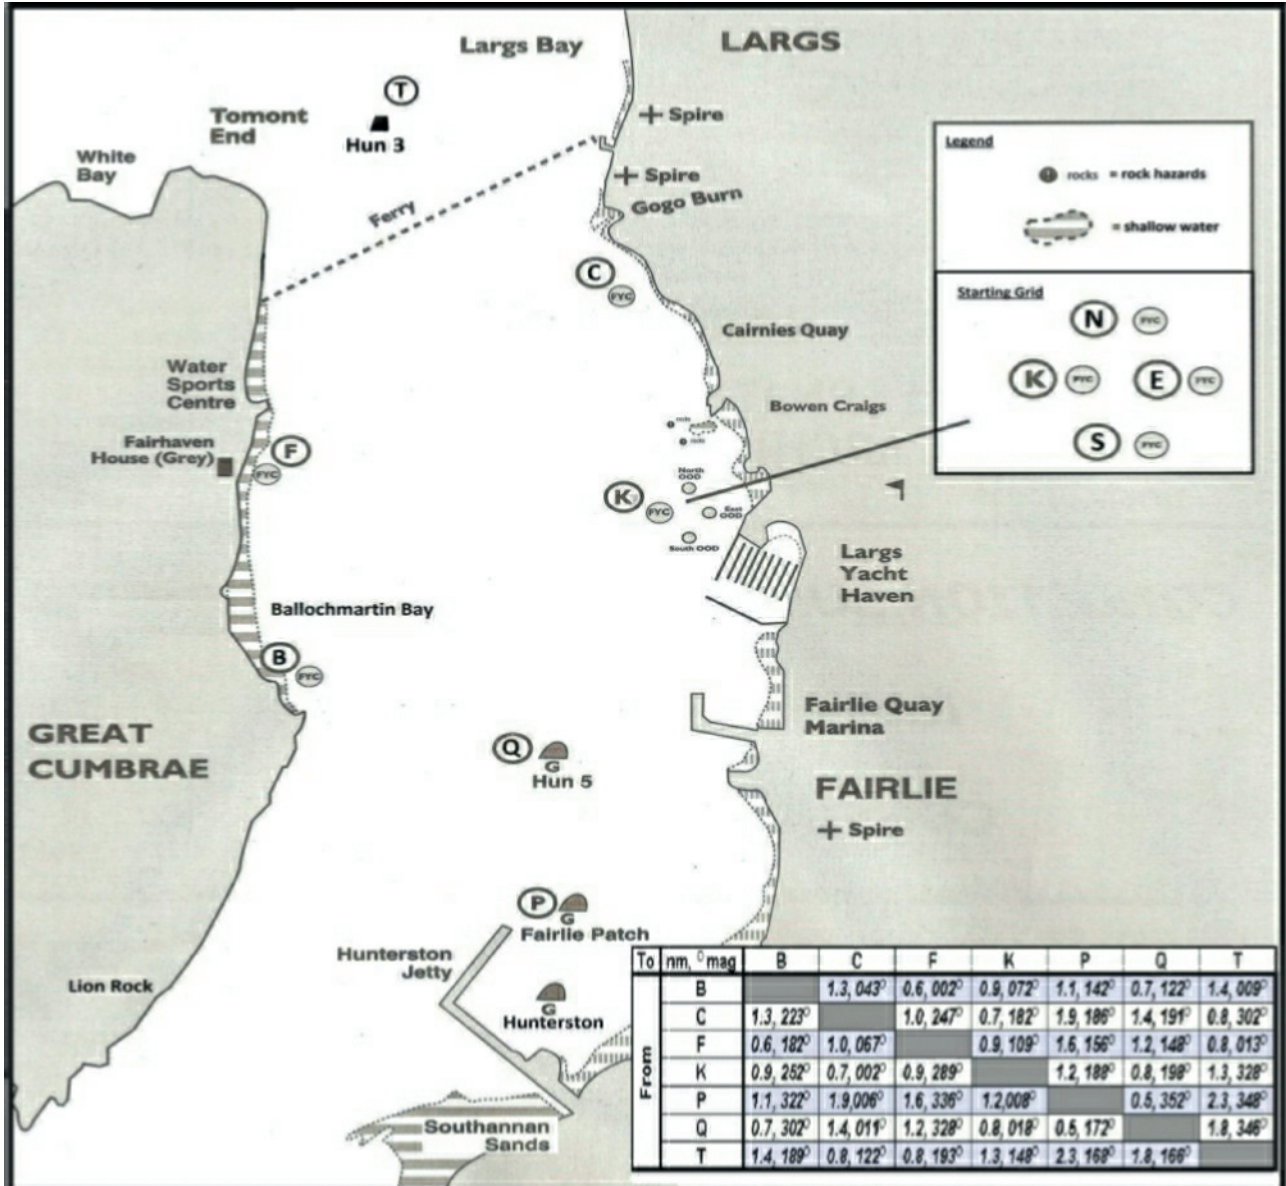 Largs Bay
LARGS
T
Hun 3
Tomont
End
White
Bay
Spire
Spire
Gogo Burn
Ferry
C
FYC
Cairnies Quay
Legend
rocks = rock hazards
= shallow water
Starting Grid
N FYC
K FYC E FYC
S FYC
Water
Sports
Centre
Fairhaven
House (Grey)
F
FYC
Bowen Craigs
rocks
rocks
North
OOD
K
FYC
East
OOD
South OOD
Largs
Yacht
Haven
Ballochmartin Bay
B
FYC
GREAT
CUMBRAE
Fairlie Quay
Marina
Q
G
Hun 5
FAIRLIE
Spire
P
G
Fairlie Patch
Hunterston
Jetty
Lion Rock
G
Hunterston
Southannan
Sands
To nm, °mag B C F K P Q T
From
B 1.3, 043° 0.6, 002° 0.9, 072° 1.1, 142° 0.7, 122° 1.4, 009°
C 1.3, 223° 1.0, 247° 0.7, 182° 1.9, 186° 1.4, 191° 0.8, 302°
F 0.6, 182° 1.0, 067° 0.9, 109° 1.6, 156° 1.2, 148° 0.8, 013°
K 0.9, 252° 0.7, 002° 0.9, 289° 1.2, 188° 0.8, 198° 1.3, 328°
P 1.1, 322° 1.9,006° 1.6, 336° 1.2,008° 0.5, 352° 2.3, 348°
Q 0.7, 302° 1.4, 011° 1.2, 328° 0.8, 018° 0.5, 172° 1.8, 346°
T 1.4, 189° 0.8, 122° 0.8, 193° 1.3, 148° 2.3, 168° 1.8, 166°